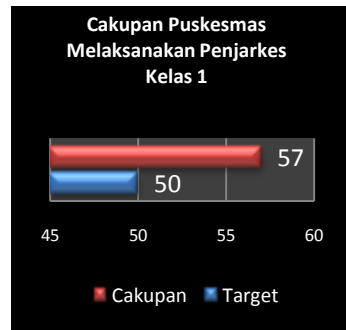 Cakupan Puskesmas
Melaksanakan Penjarkes
Kelas 1
57
50
45 50 55 60
Cakupan Target